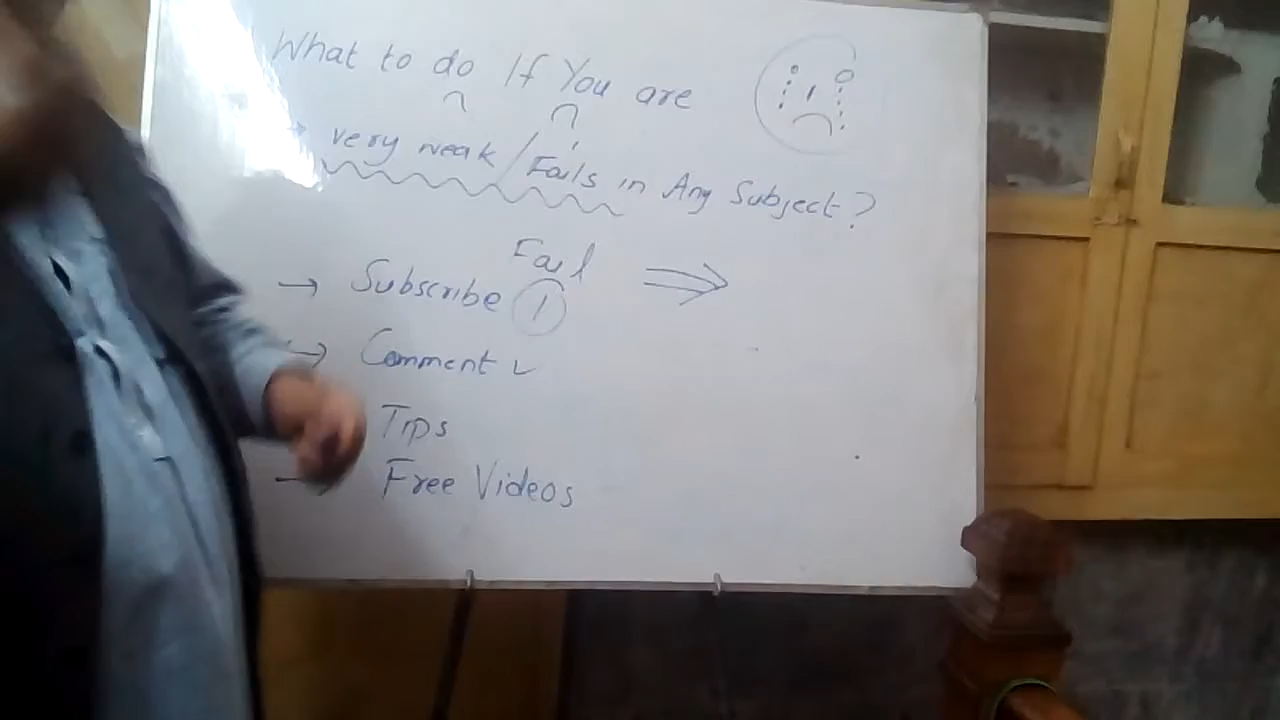 What to do If You are
very weak / Fails in Any Subject?
Fail ⇒
→ Subscribe ①
→ Comment ✓
Tips
→ Free Videos